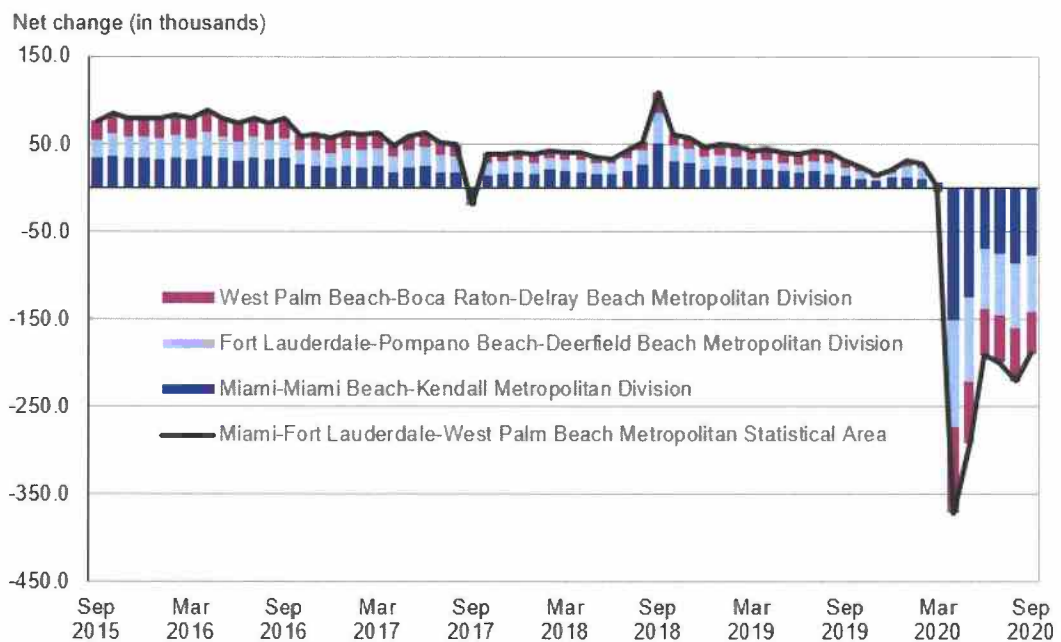 Net change (in thousands)
150.0
50.0
-50.0
-150.0
-250.0
-350.0
-450.0
West Palm Beach-Boca Raton-Delray Beach Metropolitan Division
Fort Lauderdale-Pompano Beach-Deerfield Beach Metropolitan Division
Miami-Miami Beach-Kendall Metropolitan Division
Miami-Fort Lauderdale-West Palm Beach Metropolitan Statistical Area
Sep Mar Sep Mar Sep Mar Sep Mar Sep Mar Sep
2015 2016 2016 2017 2017 2018 2018 2019 2019 2020 2020